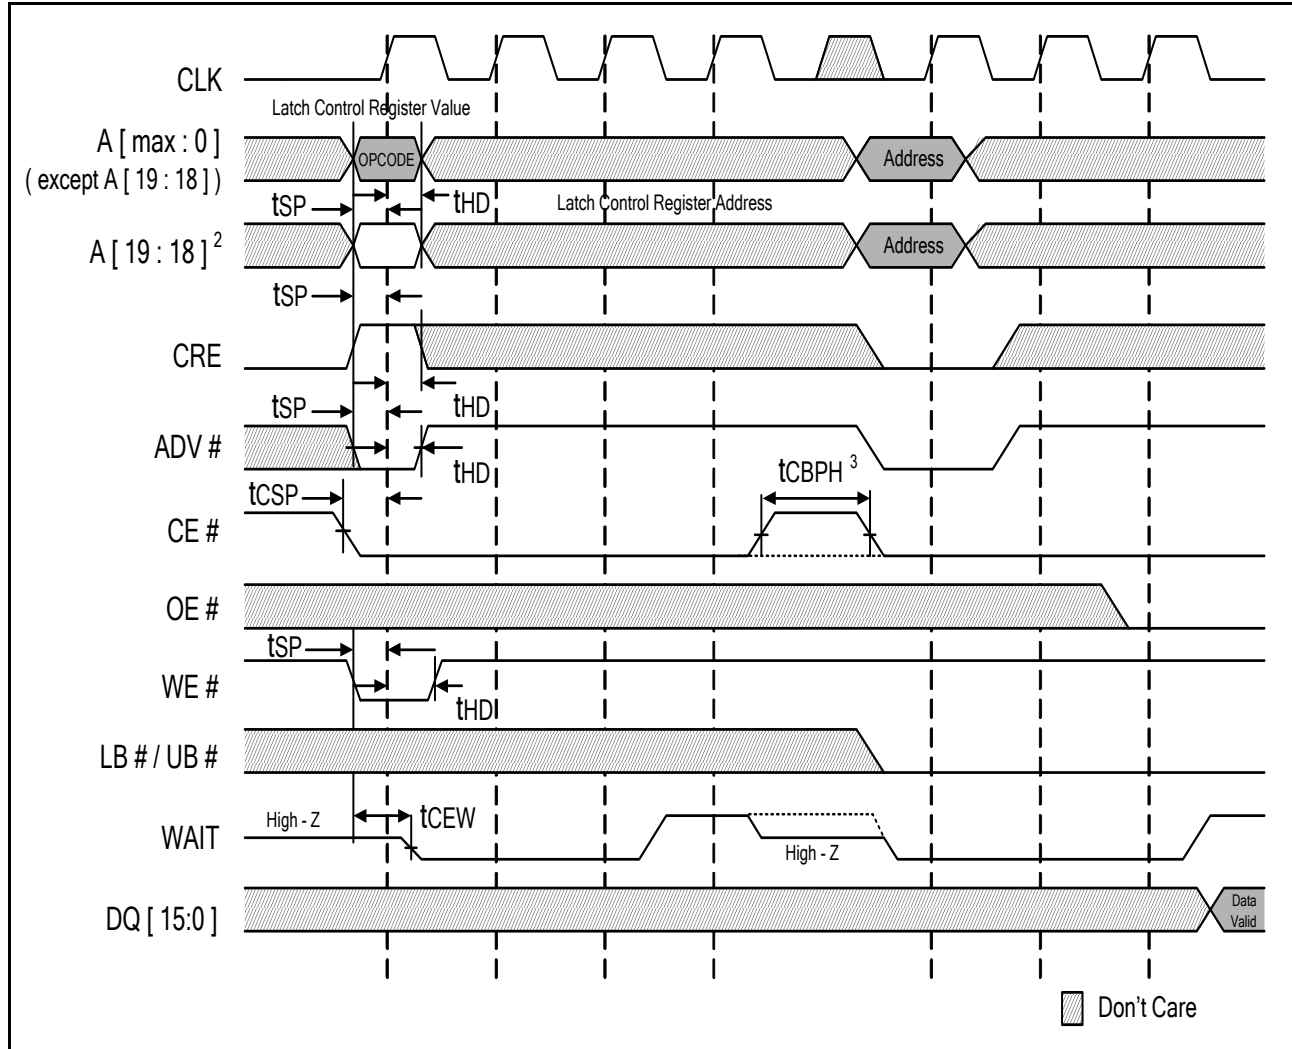 CLK
Latch Control Register Value
A [ max : 0 ]
( except A [ 19 : 18 ] )
OPCODE
Address
tSP
tHD
Latch Control Register Address
A [ 19 : 18 ] 2
Address
tSP
CRE
tSP
tHD
ADV #
tHD
tCBPH 3
tCSP
CE #
OE #
tSP
WE #
tHD
LB # / UB #
High - Z
tCEW
WAIT
High - Z
DQ [ 15:0 ]
Data
Valid
Don't Care